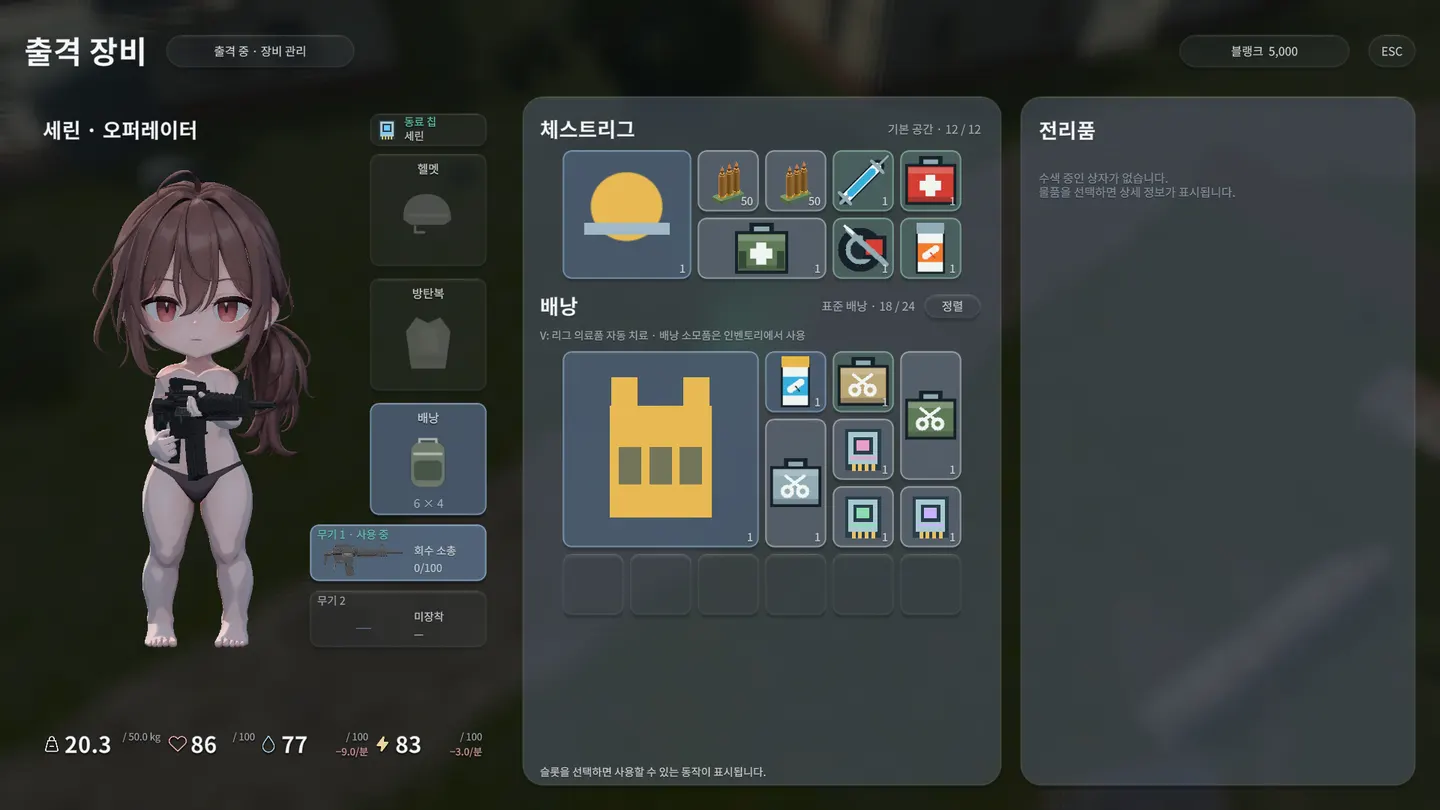 출격 장비
출격 중 · 장비 관리
블랭크 5,000
ESC
세린 · 오퍼레이터
동료 칩
세린
헬멧
방탄복
배낭
6 × 4
무기 1 · 사용 중
회수 소총
0/100
무기 2
미장착
—
—
20.3 / 50.0 kg
86 / 100
77 / 100
−9.0/분
83 / 100
−3.0/분
체스트리그
기본 공간 · 12 / 12
1
50
50
1
1
1
1
1
배낭
표준 배낭 · 18 / 24
정렬
V: 리그 의료품 자동 치료 · 배낭 소모품은 인벤토리에서 사용
1
1
1
1
1
1
1
1
슬롯을 선택하면 사용할 수 있는 동작이 표시됩니다.
전리품
수색 중인 상자가 없습니다.
물품을 선택하면 상세 정보가 표시됩니다.